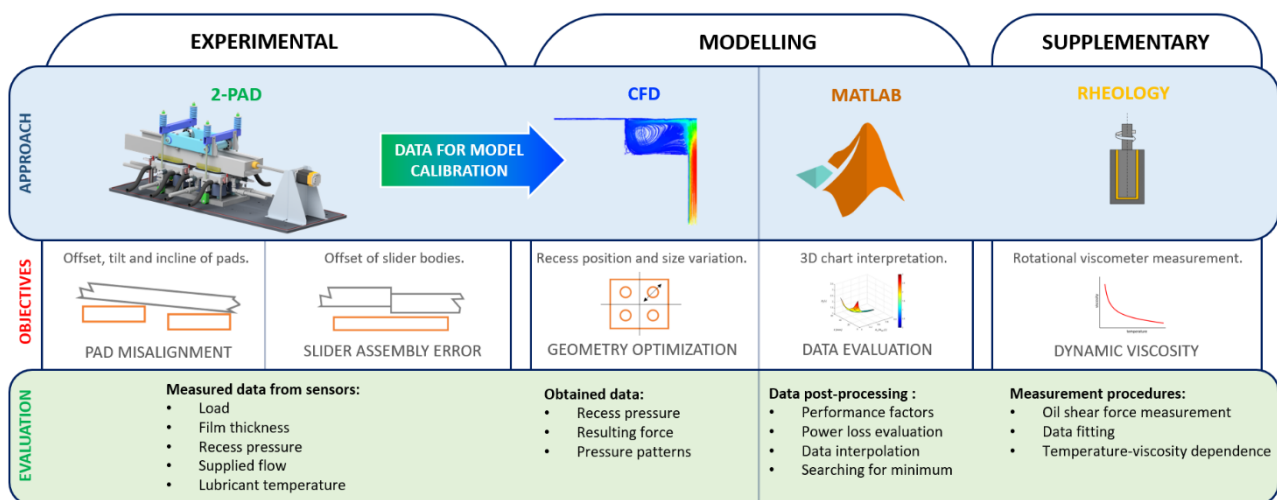 EXPERIMENTAL
MODELLING
SUPPLEMENTARY
APPROACH
2-PAD
DATA FOR MODEL
CALIBRATION
CFD
MATLAB
RHEOLOGY
OBJECTIVES
Offset, tilt and incline of pads.
PAD MISALIGNMENT
Offset of slider bodies.
SLIDER ASSEMBLY ERROR
Recess position and size variation.
GEOMETRY OPTIMIZATION
3D chart interpretation.
DATA EVALUATION
Rotational viscometer measurement.
viscosity
temperature
DYNAMIC VISCOSITY
EVALUATION
Measured data from sensors:
• Load
• Film thickness
• Recess pressure
• Supplied flow
• Lubricant temperature
Obtained data:
• Recess pressure
• Resulting force
• Pressure patterns
Data post-processing :
• Performance factors
• Power loss evaluation
• Data interpolation
• Searching for minimum
Measurement procedures:
• Oil shear force measurement
• Data fitting
• Temperature-viscosity dependence